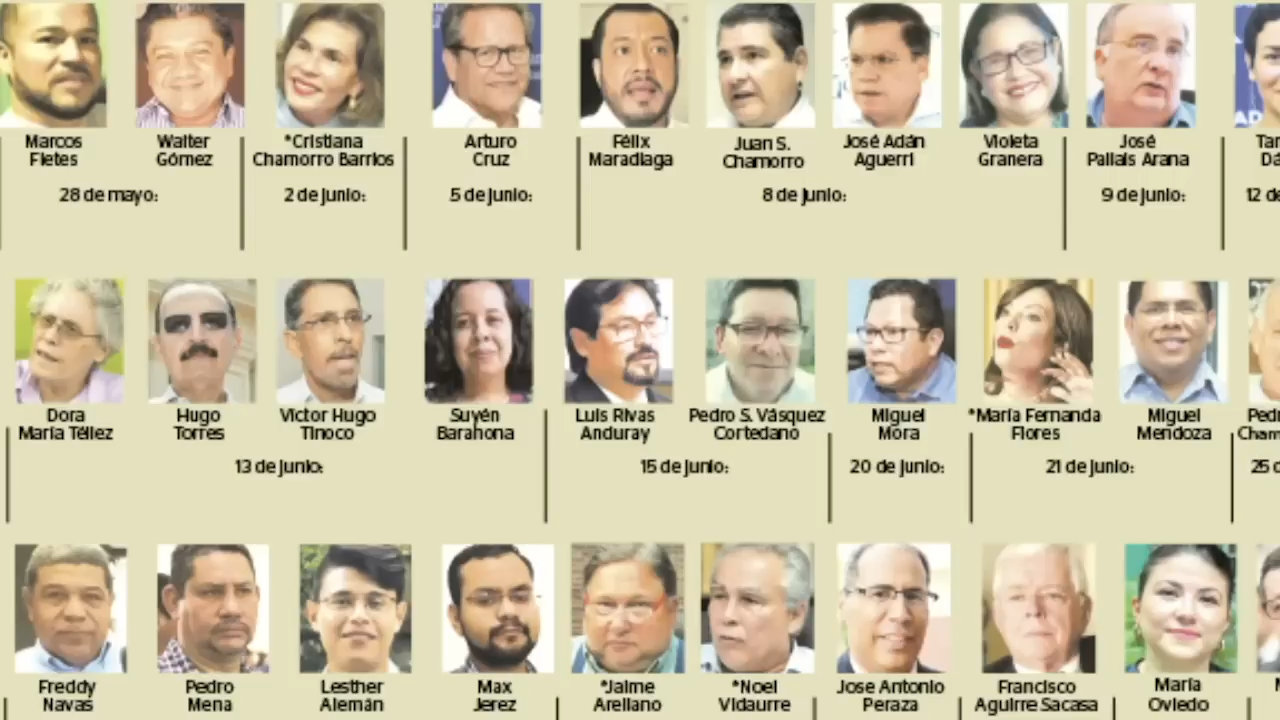 Marcos Fletes
Walter Gómez
*Cristiana Chamorro Barrios
Arturo Cruz
Félix Maradiaga
Juan S. Chamorro
José Adán Aguerri
Violeta Granera
José Pallais Arana
28 de mayo:
2 de junio:
5 de junio:
8 de junio:
9 de junio:
12
Dora María Téllez
Hugo Torres
Víctor Hugo Tinoco
Suyén Barahona
Luis Rivas Anduray
Pedro S. Vásquez Cortedano
Miguel Mora
*María Fernanda Flores
Miguel Mendoza
13 de junio:
15 de junio:
20 de junio:
21 de junio:
25
Freddy Navas
Pedro Mena
Lesther Alemán
Max Jerez
*Jaime Arellano
*Noel Vidaurre
Jose Antonio Peraza
Francisco Aguirre Sacasa
María Oviedo